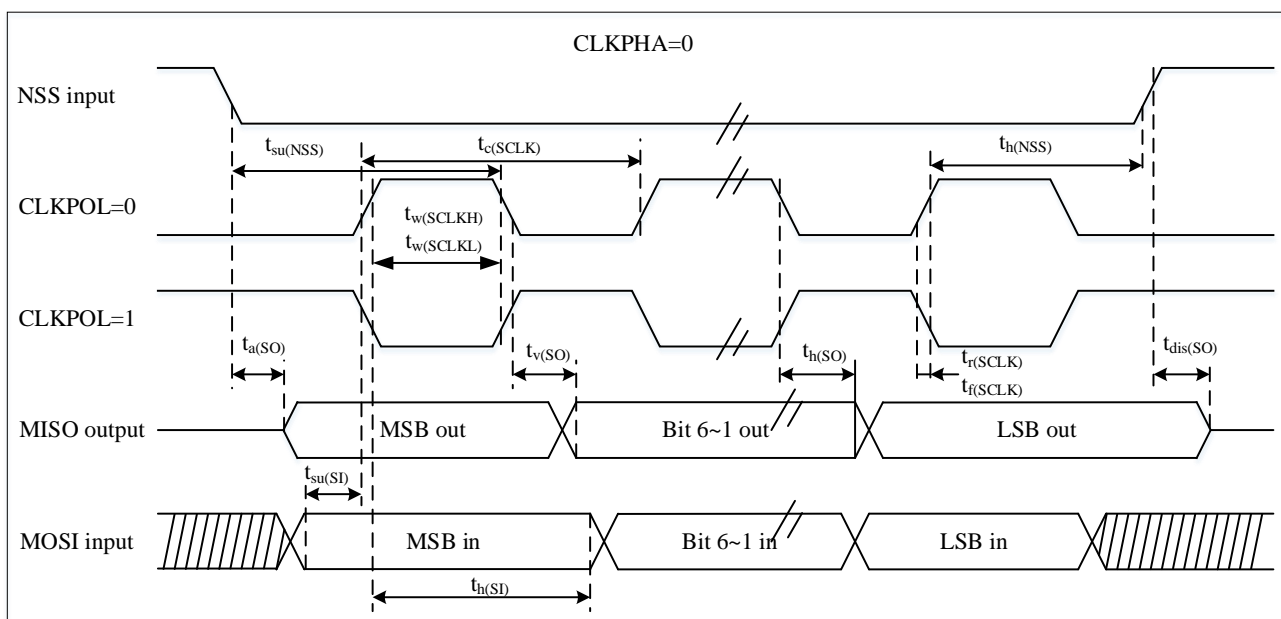 CLKPHA=0
NSS input
tsu(NSS)
tc(SCLK)
th(NSS)
CLKPOL=0
tw(SCLKH)
tw(SCLKL)
CLKPOL=1
ta(SO)
tv(SO)
th(SO)
tr(SCLK)
tf(SCLK)
tdis(SO)
MISO output
MSB out
Bit 6~1 out
LSB out
tsu(SI)
MOSI input
MSB in
Bit 6~1 in
LSB in
th(SI)